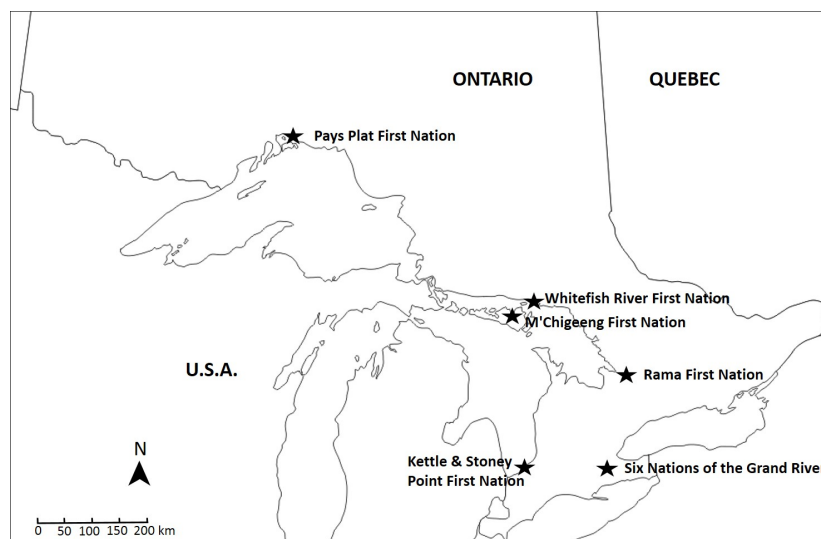 ONTARIO
QUEBEC
Pays Plat First Nation
Whitefish River First Nation
M'Chigeeng First Nation
U.S.A.
Rama First Nation
N
Kettle & Stoney
Point First Nation
Six Nations of the Grand River
0 50 100 150 200 km